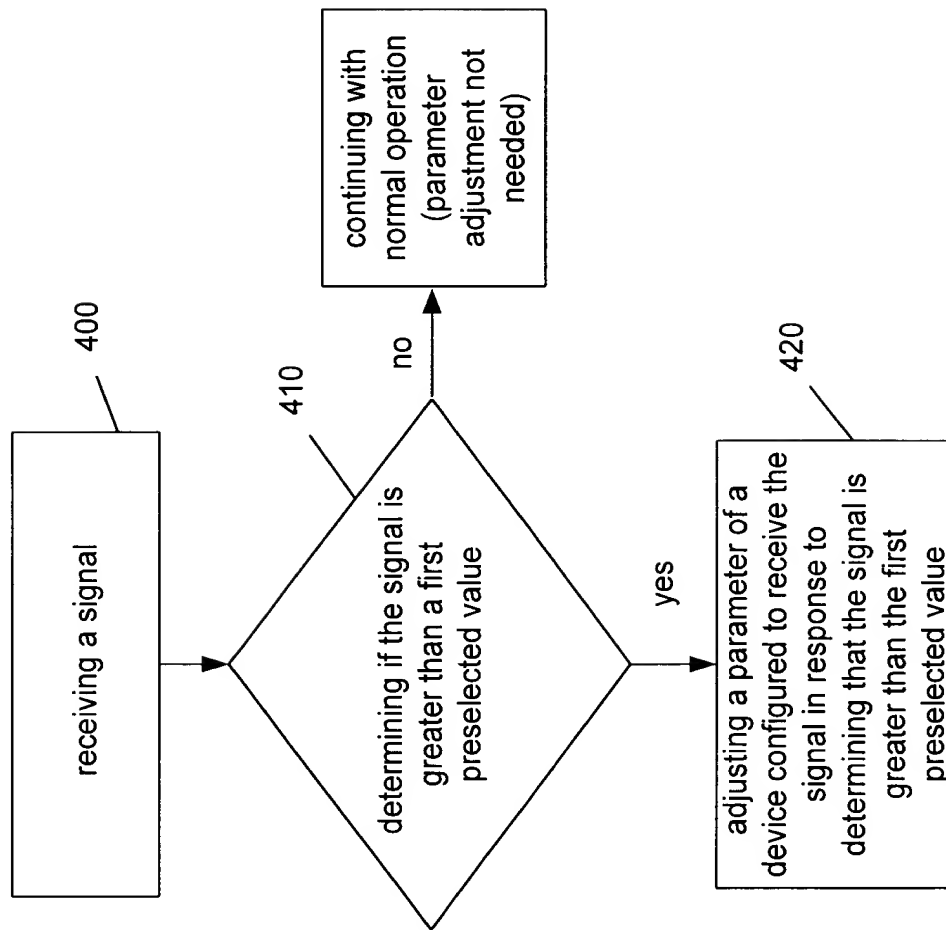 receiving a signal
400
determining if the signal is
greater than a first
preselected value
410
no
continuing with
normal operation
(parameter
adjustment not
needed)
yes
adjusting a parameter of a
device configured to receive the
signal in response to
determining that the signal is
greater than the first
preselected value
420